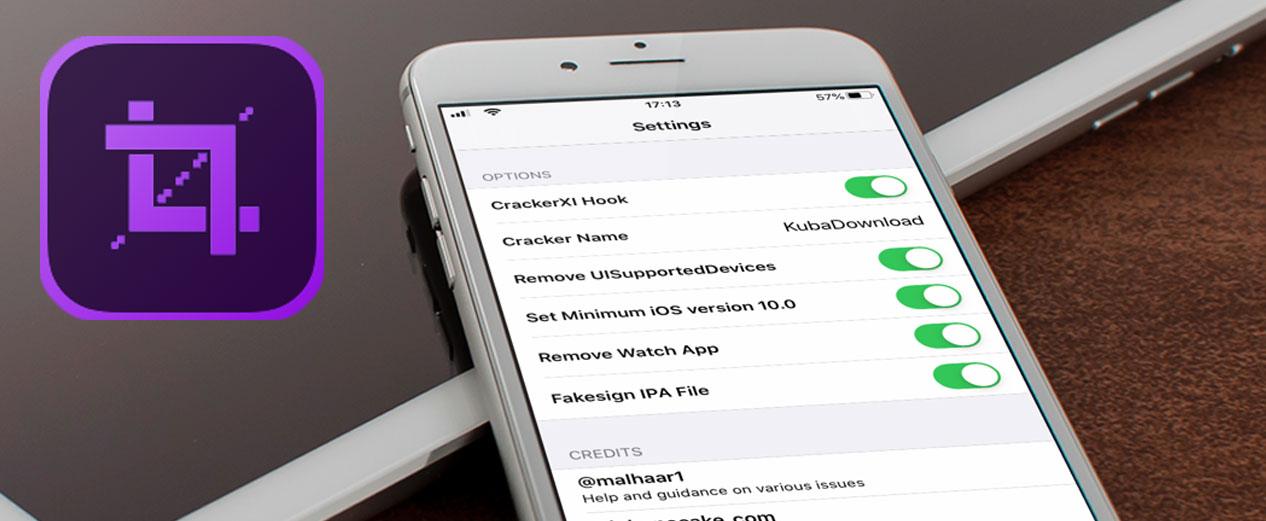 17:13
57%
Settings
OPTIONS
CrackerXI Hook
Cracker Name KubaDownload
Remove UISupportedDevices
Set Minimum iOS version 10.0
Remove Watch App
Fakesign IPA File
CREDITS
@malhaar1
Help and guidance on various issues